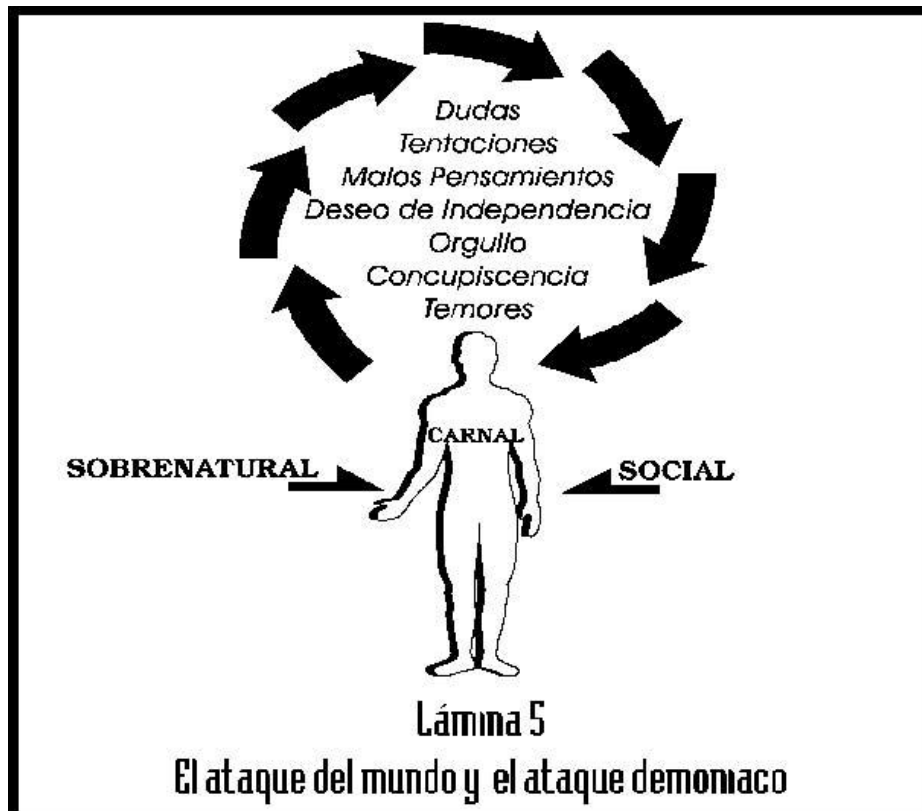 Dudas
Tentaciones
Malos Pensamientos
Deseo de Independencia
Orgullo
Concupiscencia
Temores
CARNAL
SOBRENATURAL
SOCIAL
Lámina 5
El ataque del mundo y el ataque demoniaco